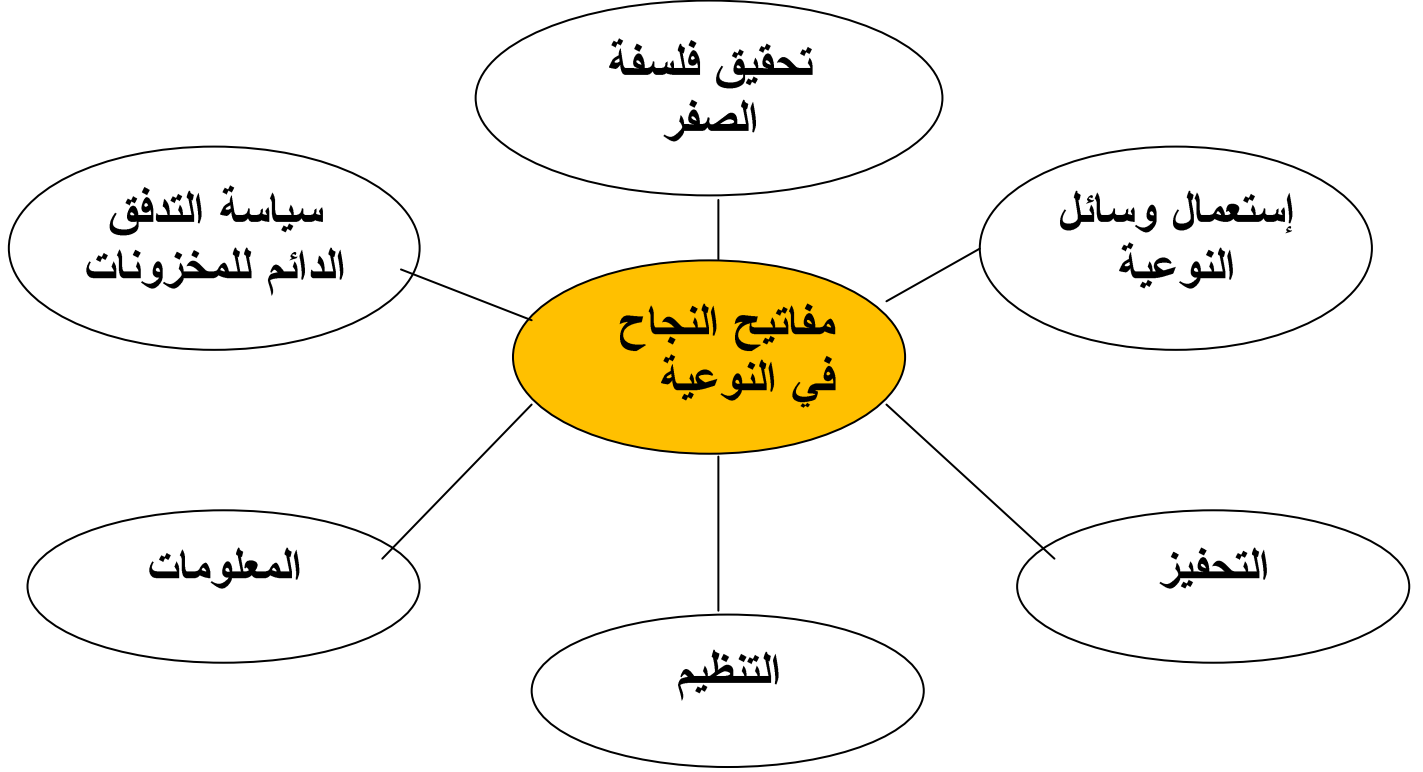 تحقيق فلسفة
الصفر
إستعمال وسائل
النوعية
سياسة التدفق
الدائم للمخزونات
مفاتيح النجاح
في النوعية
التحفيز
المعلومات
التنظيم